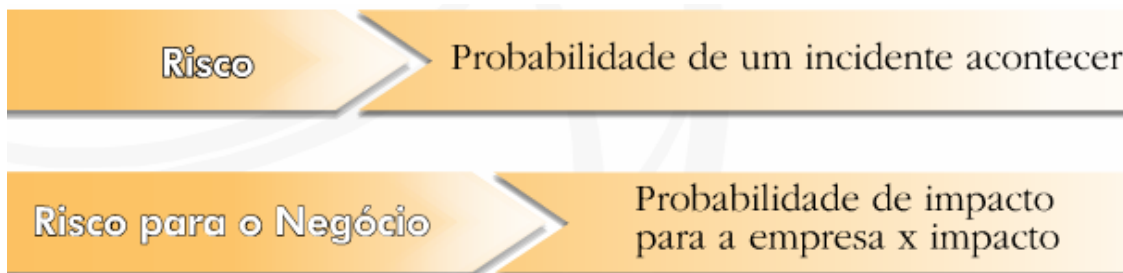 Risco
Probabilidade de um incidente acontecer
Risco para o Negócio
Probabilidade de impacto
para a empresa x impacto